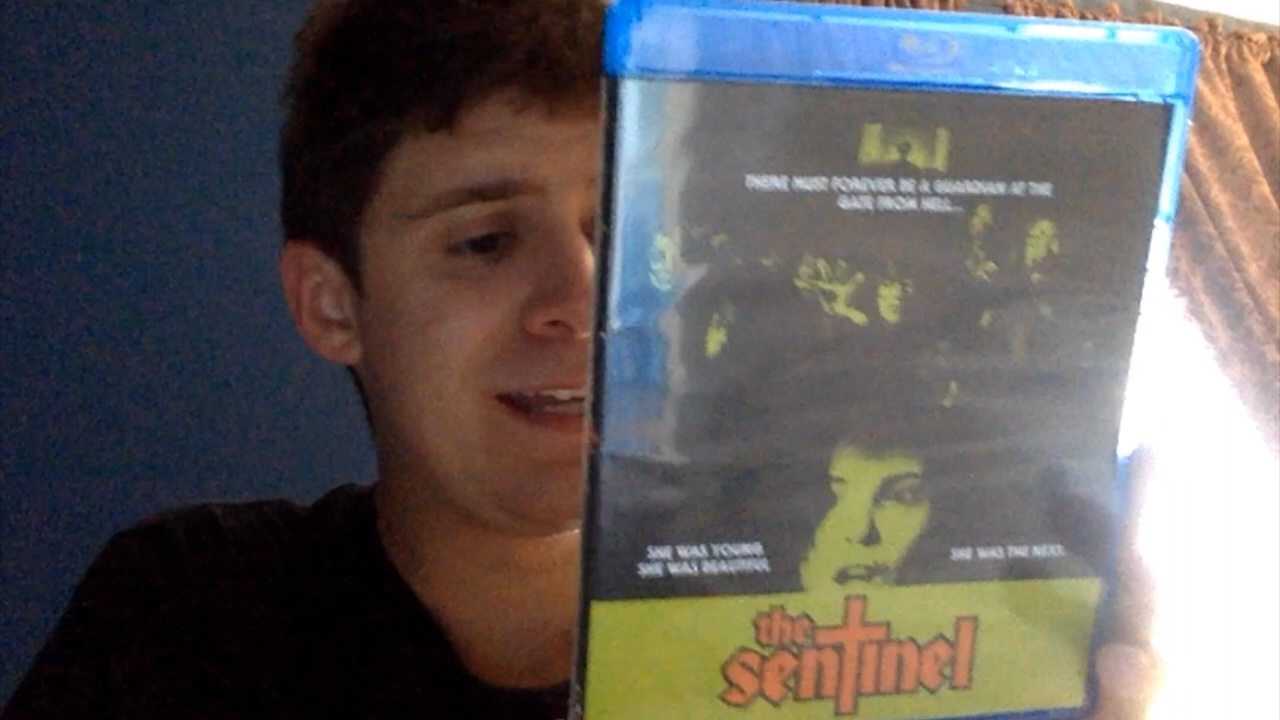 THERE MUST FOREVER BE A GUARDIAN AT THE
GATE FROM HELL...
SHE WAS YOUNG.
SHE WAS BEAUTIFUL
SHE WAS THE NEXT.
the
sentinel